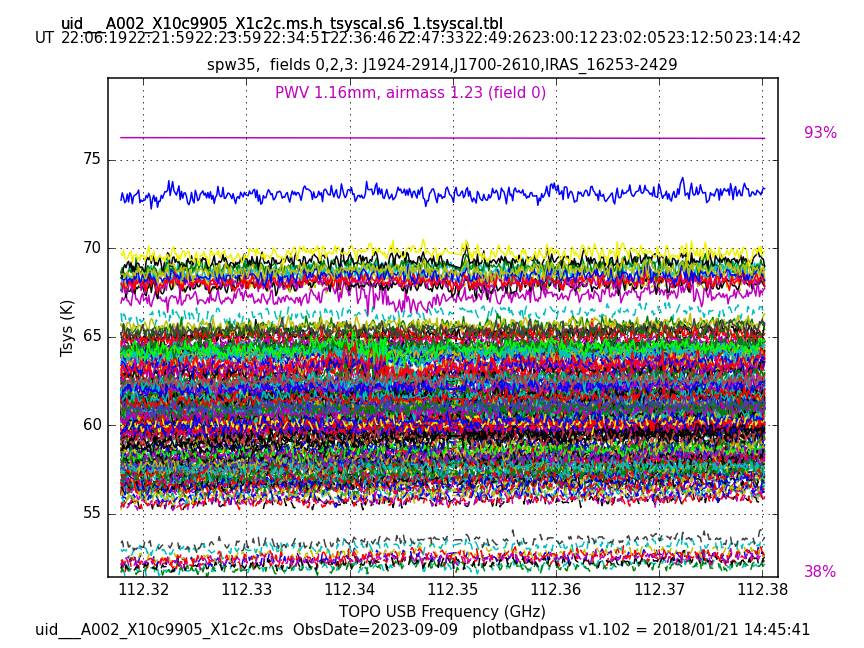 uid___A002_X10c9905_X1c2c.ms.h_tsyscal.s6_1.tsyscal.tbl
UT 22:06:19 22:21:59 22:23:59 22:34:51 22:36:46 22:47:33 22:49:26 23:00:12 23:02:05 23:12:50 23:14:42
spw35, fields 0,2,3: J1924-2914,J1700-2610,IRAS_16253-2429
PWV 1.16mm, airmass 1.23 (field 0)
93%
75
70
65
60
55
Tsys (K)
38%
112.32 112.33 112.34 112.35 112.36 112.37 112.38
TOPO USB Frequency (GHz)
uid___A002_X10c9905_X1c2c.ms ObsDate=2023-09-09 plotbandpass v1.102 = 2018/01/21 14:45:41